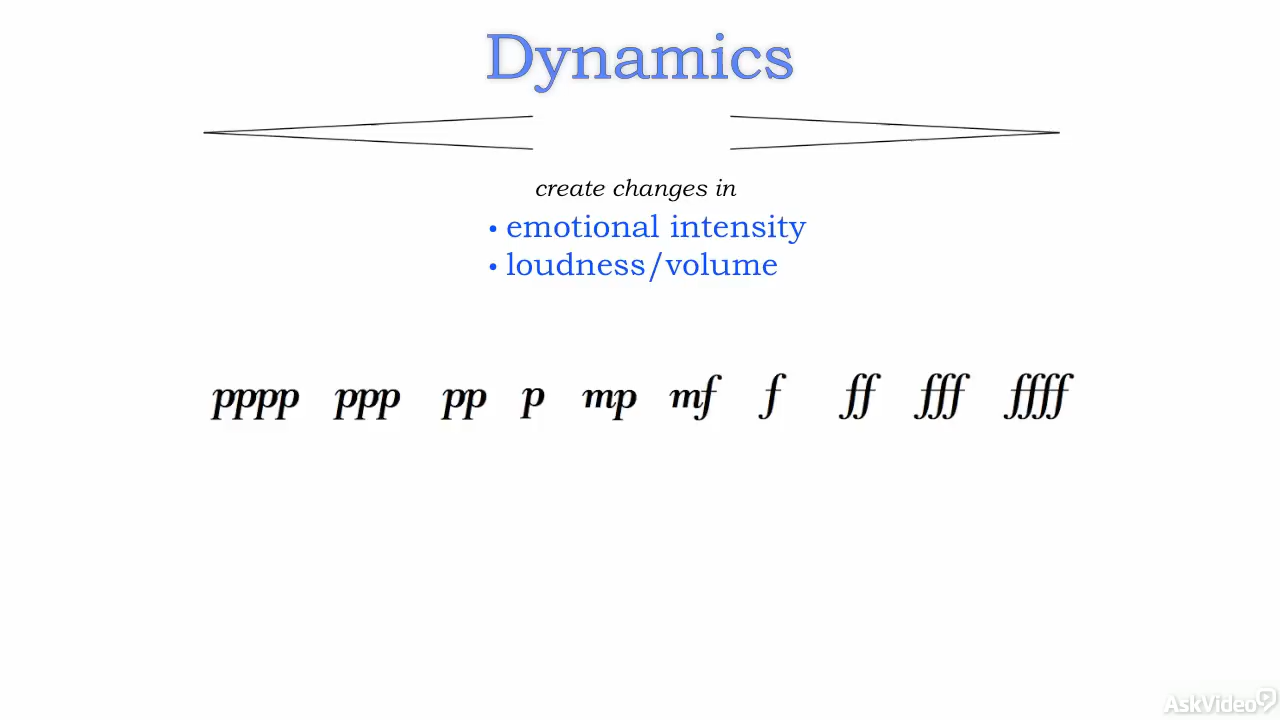 Dynamics
create changes in
• emotional intensity
• loudness/volume
pppp ppp pp p mp mf f ff fff ffff
AskVideo